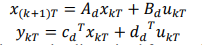 x_{(k+1)T} = A_d x_{kT} + B_d u_{kT}
y_{kT} = c_d^T x_{kT} + d_d^T u_{kT}